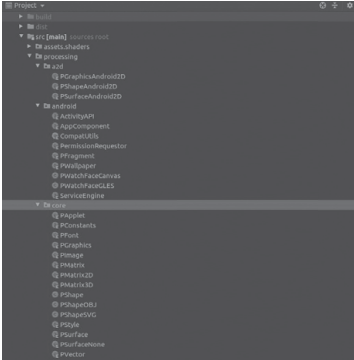 Project
build
dist
src [main] sources root
assets.shaders
processing
a2d
PGraphicsAndroid2D
PShapeAndroid2D
PSurfaceAndroid2D
android
ActivityAPI
AppComponent
CompatUtils
PermissionRequestor
PFragment
PWallpaper
PWatchFaceCanvas
PWatchFaceGLES
ServiceEngine
core
PApplet
PConstants
PFont
PGraphics
PImage
PMatrix
PMatrix2D
PMatrix3D
PShape
PShapeOBJ
PShapeSVG
PStyle
PSurface
PSurfaceNone
PVector